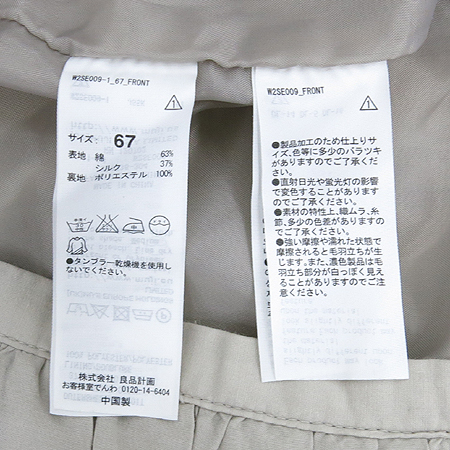 W2SE009-1_67_FRONT
1
サイズ: 67
表地: 綿 63%
シルク 37%
裏地: ポリエステル 100%
●タンブラー乾燥機を使用し
ないでください。
株式会社 良品計画
お客様室でんわ 0120-14-6404
中国製
W2SE009_FRONT
1
●製品加工のため仕上りサ
イズ、色等に多少のバラツキ
がありますのでご了承くだ
さい。
●直射日光や蛍光灯の影響
で変色することがあります
のでご了承ください。
●素材の特性上、織ムラ、糸
節、多少の色差があります
のでご了承ください。
●強い摩擦や濡れた状態で
摩擦されると毛羽立ちが生
じます。また、濃色製品は毛
羽立ち部分が白っぽく見え
ることがありますのでご注
意ください。